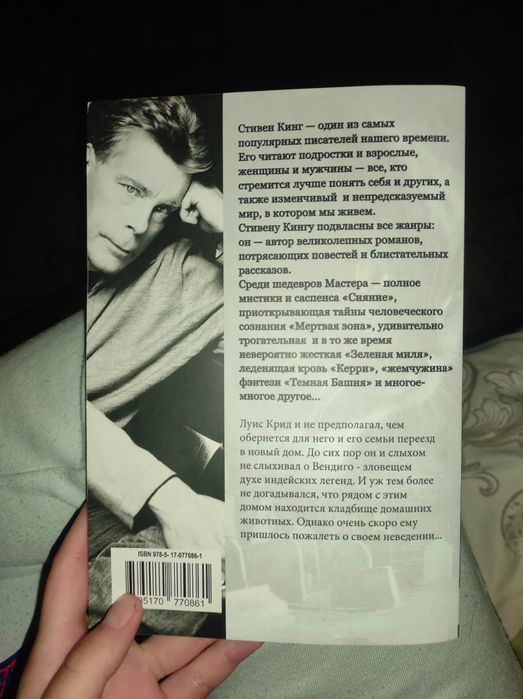 Стивен Кинг — один из самых
популярных писателей нашего времени.
Его читают подростки и взрослые,
женщины и мужчины — все, кто
стремится лучше понять себя и других, а
также изменчивый и непредсказуемый
мир, в котором мы живем.
Стивену Кингу подвластны все жанры:
он — автор великолепных романов,
потрясающих повестей и блистательных
рассказов.
Среди шедевров Мастера — полное
мистики и саспенса «Сияние»,
приоткрывающая тайны человеческого
сознания «Мертвая зона», удивительно
трогательная и в то же время
невероятно жесткая «Зеленая миля»,
леденящая кровь «Керри», «жемчужина»
фэнтези «Темная Башня» и многое-
многое другое...
Луис Крид и не предполагал, чем
обернется для него и его семьи переезд
в новый дом. До сих пор он и слыхом
не слыхивал о Вендиго - зловещем
духе индейских легенд. И уж тем более
не догадывался, что рядом с этим
домом находится кладбище домашних
животных. Однако очень скоро ему
пришлось пожалеть о своем неведении...
ISBN 978-5- 17-077086-1
85170 770861